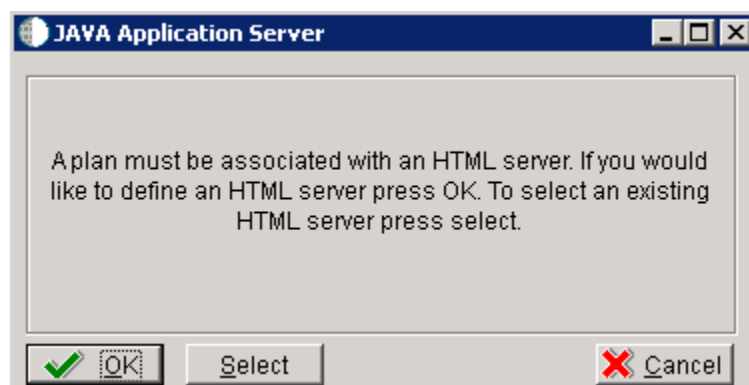 JAVA Application Server
A plan must be associated with an HTML server. If you would
like to define an HTML server press OK. To select an existing
HTML server press select.
OK
Select
Cancel